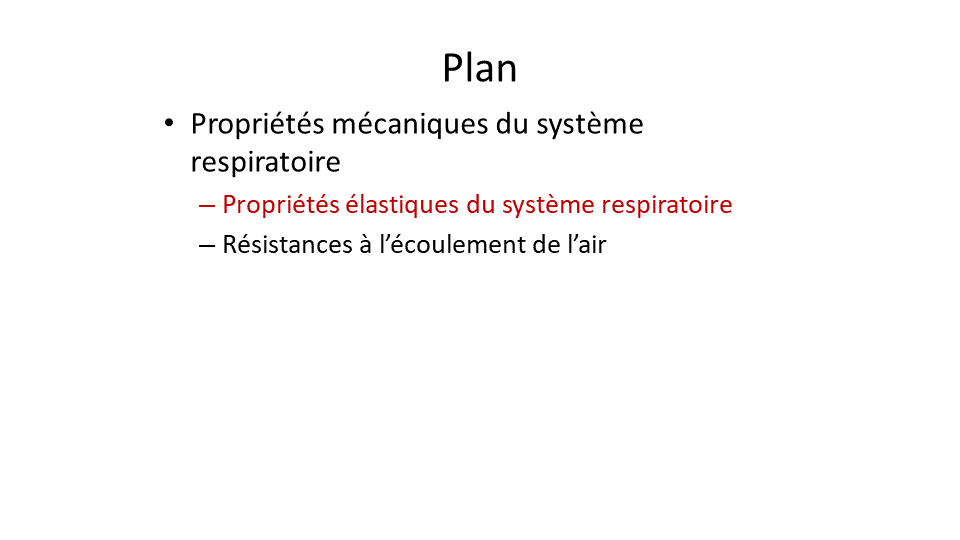 Plan
• Propriétés mécaniques du système
respiratoire
– Propriétés élastiques du système respiratoire
– Résistances à l’écoulement de l’air